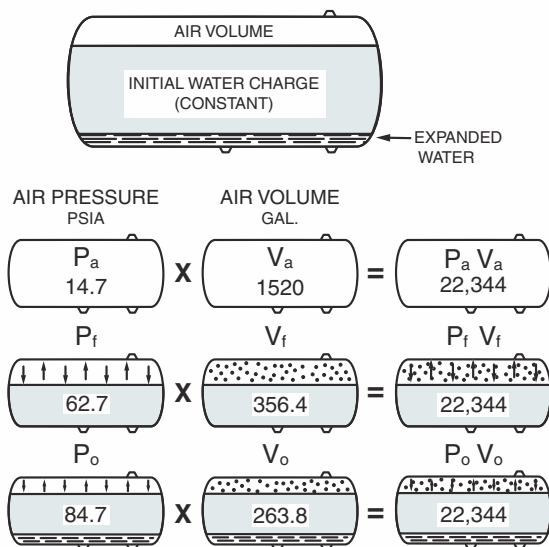 AIR VOLUME
INITIAL WATER CHARGE
(CONSTANT)
EXPANDED
WATER
AIR PRESSURE
PSIA
AIR VOLUME
GAL.
Pa
14.7
X
Va
1520
=
Pa Va
22,344
Pf
62.7
X
Vf
356.4
=
Pf Vf
22,344
Po
84.7
X
Vo
263.8
=
Po Vo
22,344